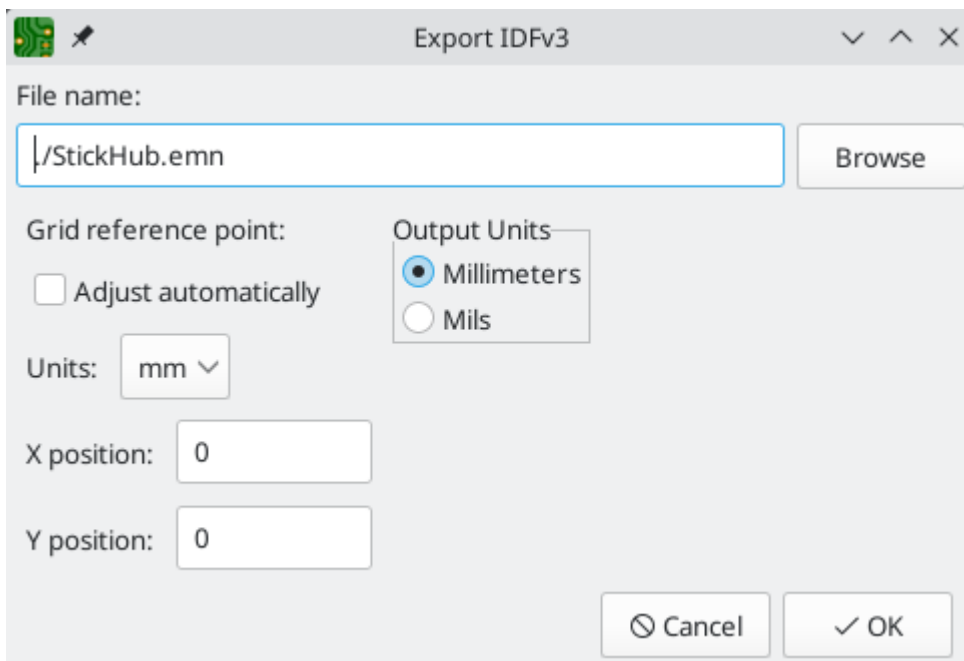 Export IDFv3
File name:
./StickHub.emn
Browse
Grid reference point:
Output Units
Adjust automatically
Millimeters
Mils
Units:
mm
X position:
0
Y position:
0
Cancel
OK